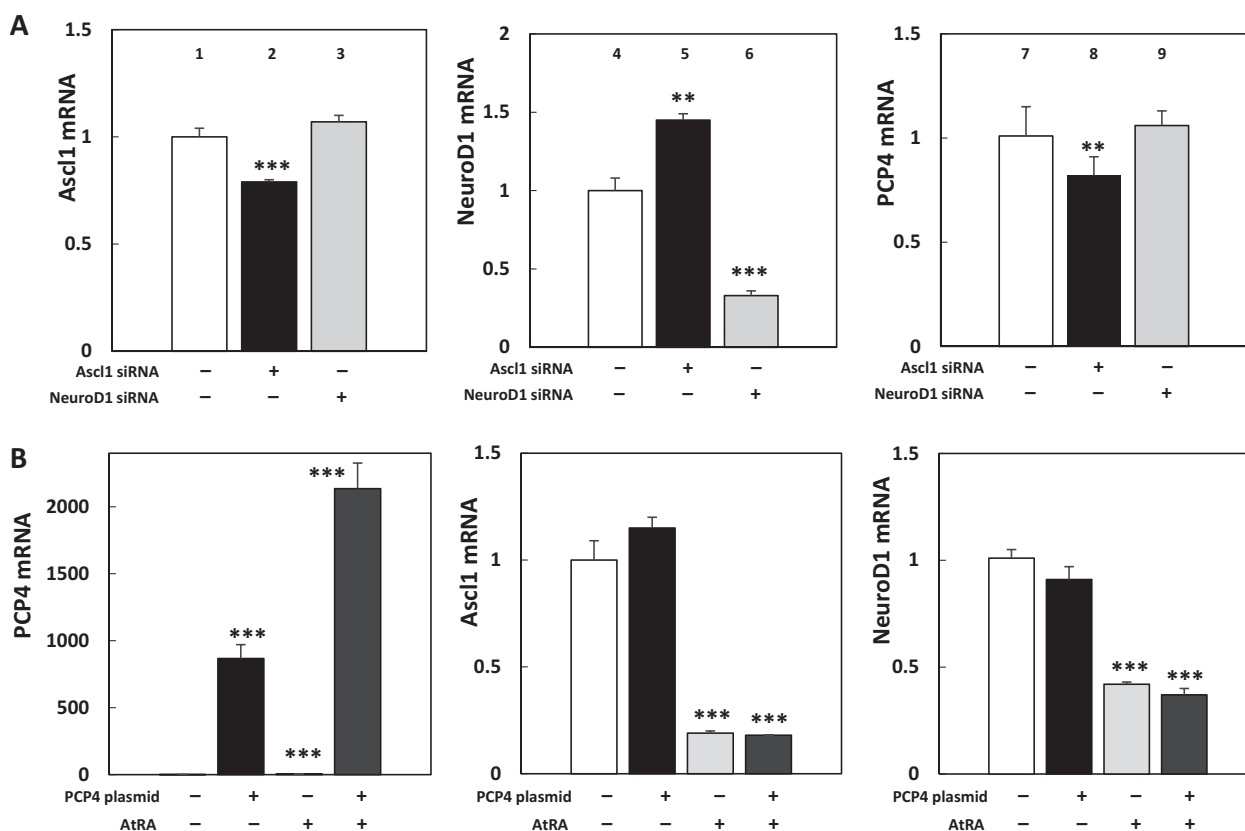 A
Ascl1 mRNA
1.5
1
0.5
0
1 2 3
***
Ascl1 siRNA – + –
NeuroD1 siRNA – – +
NeuroD1 mRNA
2
1.5
1
0.5
0
4 5 6
**
***
Ascl1 siRNA – + –
NeuroD1 siRNA – – +
PCP4 mRNA
1.5
1
0.5
0
7 8 9
**
Ascl1 siRNA – + –
NeuroD1 siRNA – – +
B
PCP4 mRNA
2000
1500
1000
500
0
***
***
***
PCP4 plasmid – + – +
AtRA – – + +
Ascl1 mRNA
1.5
1
0.5
0
*** ***
PCP4 plasmid – + – +
AtRA – – + +
NeuroD1 mRNA
1.5
1
0.5
0
*** ***
PCP4 plasmid – + – +
AtRA – – + +